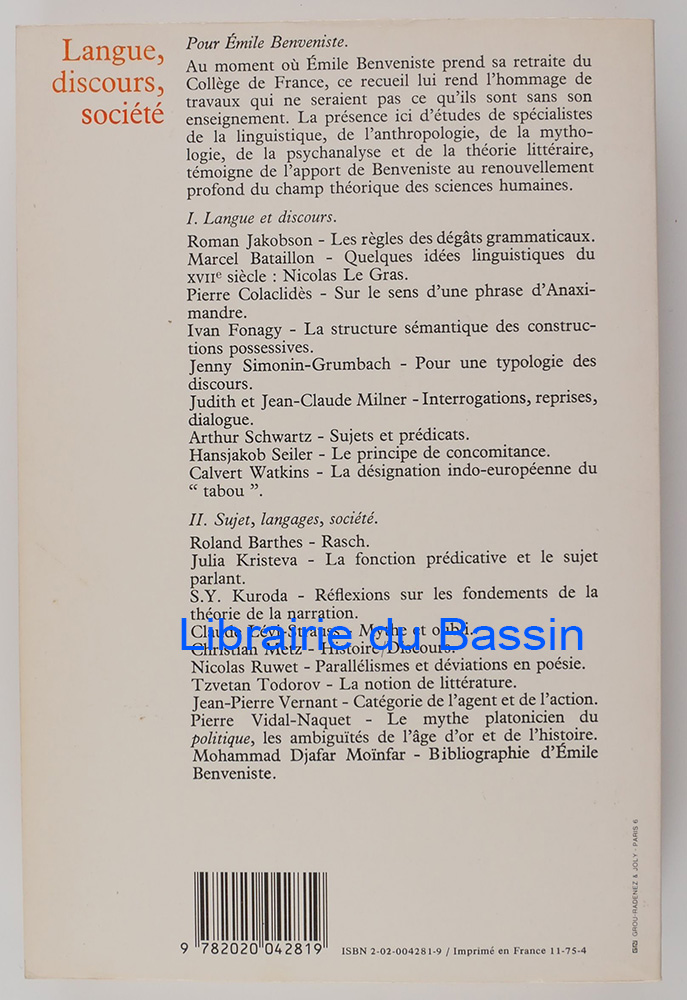 Langue,
discours,
société
Pour Émile Benveniste.
Au moment où Émile Benveniste prend sa retraite du
Collège de France, ce recueil lui rend l'hommage de
travaux qui ne seraient pas ce qu'ils sont sans son
enseignement. La présence ici d'études de spécialistes
de la linguistique, de l'anthropologie, de la mytho-
logie, de la psychanalyse et de la théorie littéraire,
témoigne de l'apport de Benveniste au renouvellement
profond du champ théorique des sciences humaines.
I. Langue et discours.
Roman Jakobson - Les règles des dégâts grammaticaux.
Marcel Bataillon - Quelques idées linguistiques du
XVIIe siècle : Nicolas Le Gras.
Pierre Colaclidès - Sur le sens d'une phrase d'Anaxi-
mandre.
Ivan Fonagy - La structure sémantique des construc-
tions possessives.
Jenny Simonin-Grumbach - Pour une typologie des
discours.
Judith et Jean-Claude Milner - Interrogations, reprises,
dialogue.
Arthur Schwartz - Sujets et prédicats.
Hansjakob Seiler - Le principe de concomitance.
Calvert Watkins - La désignation indo-européenne du
“ tabou ”.
II. Sujet, langages, société.
Roland Barthes - Rasch.
Julia Kristeva - La fonction prédicative et le sujet
parlant.
S.Y. Kuroda - Réflexions sur les fondements de la
théorie de la narration.
Claude Lévi-Strauss - Mythe et oubli.
Librairie du Bassin
Christian Metz - Histoire/Discours.
Nicolas Ruwet - Parallélismes et déviations en poésie.
Tzvetan Todorov - La notion de littérature.
Jean-Pierre Vernant - Catégorie de l'agent et de l'action.
Pierre Vidal-Naquet - Le mythe platonicien du
politique, les ambiguïtés de l'âge d'or et de l'histoire.
Mohammad Djafar Moïnfar - Bibliographie d'Émile
Benveniste.
GROU-RADENEZ & JOLY - PARIS 6
9 782020 042819
ISBN 2-02-004281-9 / Imprimé en France 11-75-4